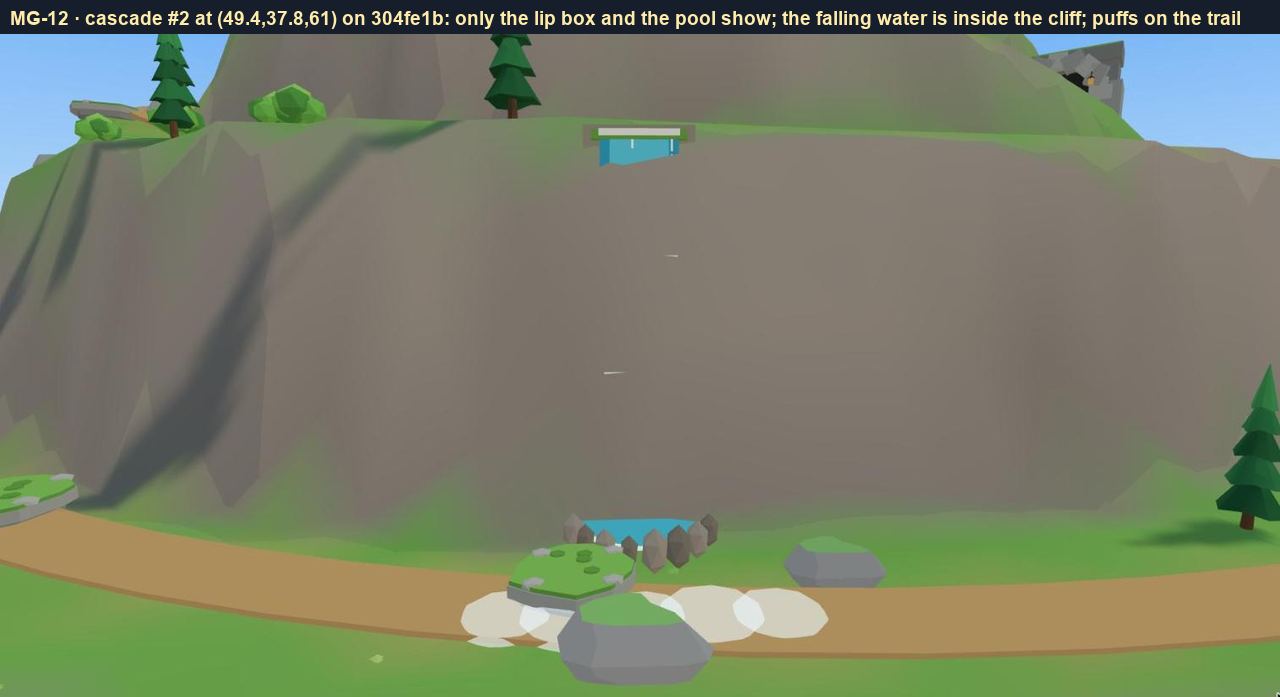 MG-12 · cascade #2 at (49.4,37.8,61) on 304fe1b: only the lip box and the pool show; the falling water is inside the cliff; puffs on the trail